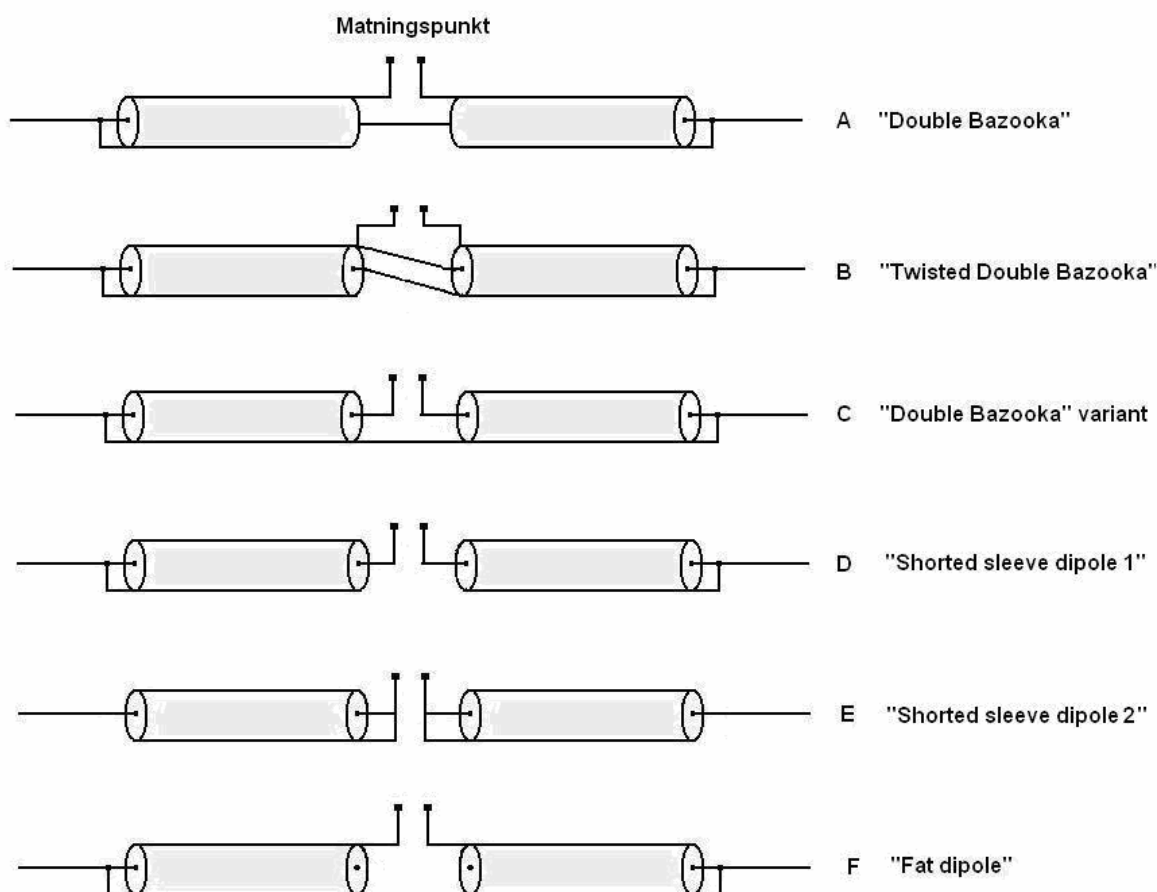 Matningspunkt
A "Double Bazooka"
B "Twisted Double Bazooka"
C "Double Bazooka" variant
D "Shorted sleeve dipole 1"
E "Shorted sleeve dipole 2"
F "Fat dipole"